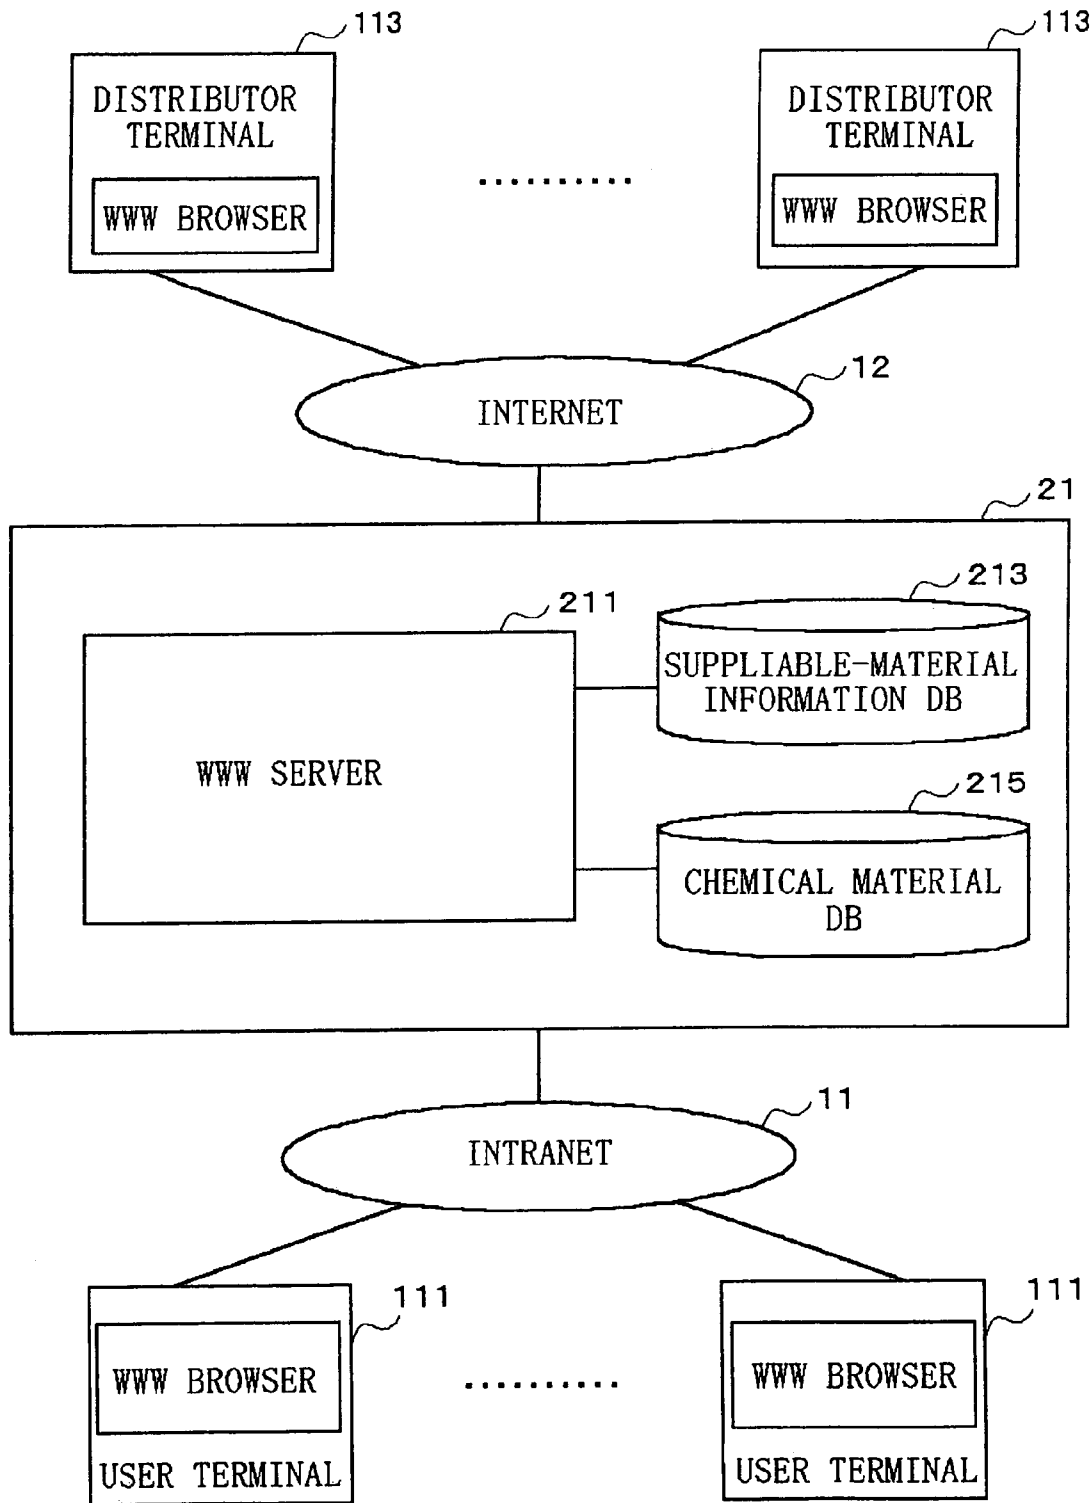 113
113
DISTRIBUTOR
TERMINAL
WWW BROWSER
DISTRIBUTOR
TERMINAL
WWW BROWSER
..........
12
INTERNET
21
211
WWW SERVER
213
SUPPLIABLE-MATERIAL
INFORMATION DB
215
CHEMICAL MATERIAL
DB
11
INTRANET
111
WWW BROWSER
USER TERMINAL
..........
111
WWW BROWSER
USER TERMINAL